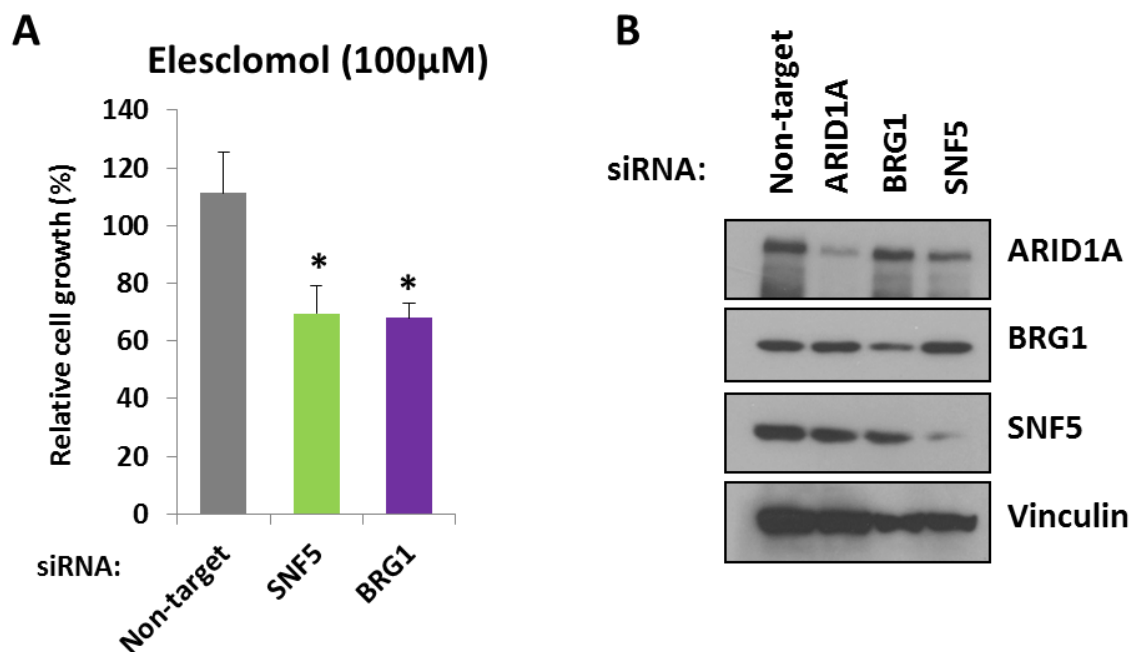 A
Elesclomol (100µM)
Relative cell growth (%)
140
120
100
80
60
40
20
0
*
*
siRNA:
Non-target
SNF5
BRG1
B
siRNA:
Non-target
ARID1A
BRG1
SNF5
ARID1A
BRG1
SNF5
Vinculin